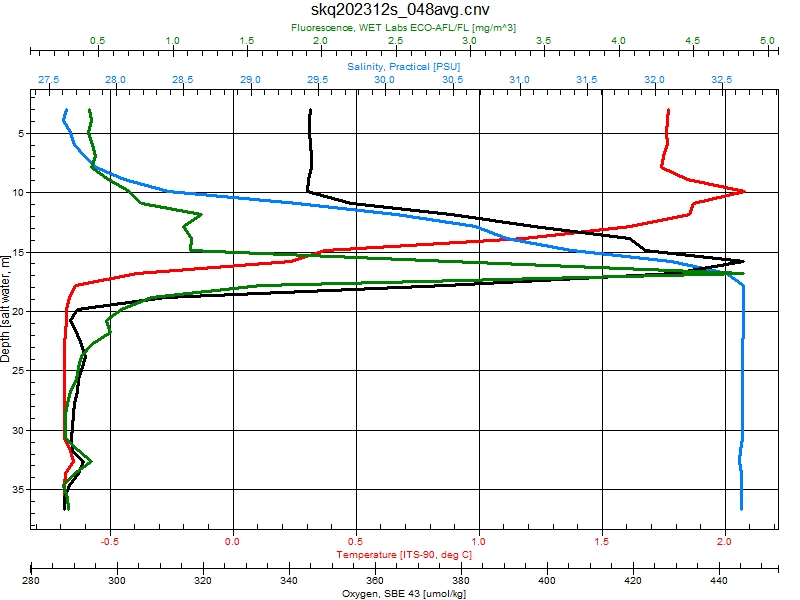 skq202312s_048avg.cnv
Fluorescence, WET Labs ECO-AFL/FL [mg/m^3]
0.5 1.0 1.5 2.0 2.5 3.0 3.5 4.0 4.5 5.0
Salinity, Practical [PSU]
27.5 28.0 28.5 29.0 29.5 30.0 30.5 31.0 31.5 32.0 32.5
5
10
15
20
25
30
35
Depth [salt water, m]
-0.5 0.0 0.5 1.0 1.5 2.0
Temperature [ITS-90, deg C]
280 300 320 340 360 380 400 420 440
Oxygen, SBE 43 [umol/kg]